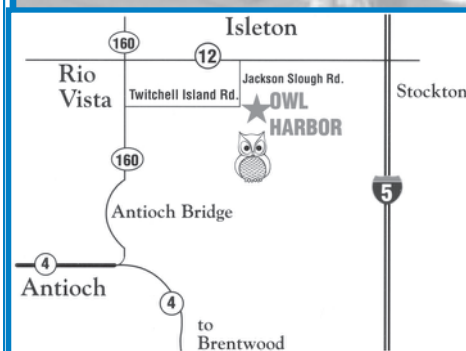 Isleton
160
12
Rio
Vista
Jackson Slough Rd.
Twitchell Island Rd.
Stockton
OWL
HARBOR
160
5
Antioch Bridge
4
Antioch
4
to
Brentwood